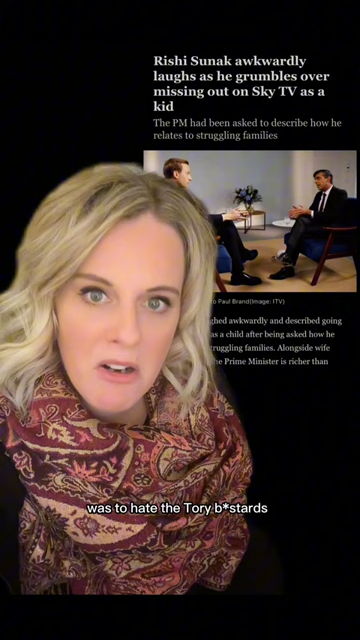 Rishi Sunak awkwardly
laughs as he grumbles over
missing out on Sky TV as a
kid
The PM had been asked to describe how he
relates to struggling families
to Paul Brand(Image: ITV)
ghed awkwardly and described going
as a child after being asked how he
truggling families. Alongside wife
he Prime Minister is richer than
was to hate the Tory b*stards